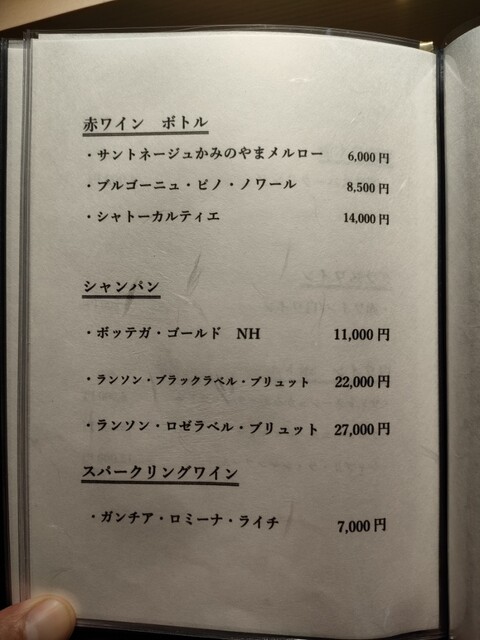 赤ワイン　ボトル
・サントネージュかみのやまメルロー　6,000円
・ブルゴーニュ・ピノ・ノワール　8,500円
・シャトーカルティエ　14,000円
シャンパン
・ボッテガ・ゴールド　NH　11,000円
・ランソン・ブラックラベル・ブリュット　22,000円
・ランソン・ロゼラベル・ブリュット　27,000円
スパークリングワイン
・ガンチア・ロミーナ・ライチ　7,000円